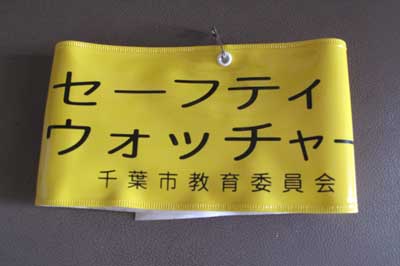 セーフティ
ウォッチャー
千葉市教育委員会